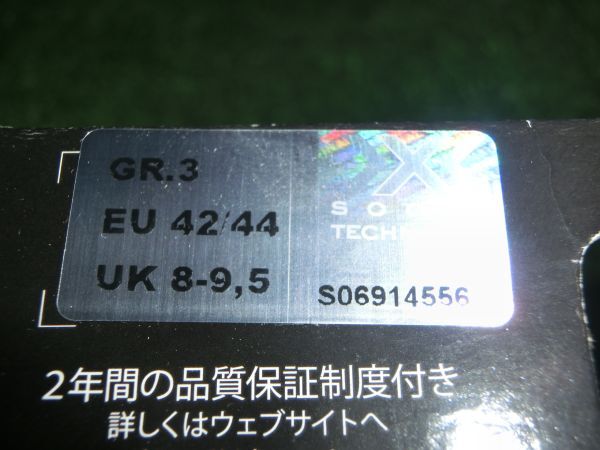 GR.3
EU 42/44
UK 8-9,5
X
TECH
S06914556
2年間の品質保証制度付き
詳しくはウェブサイトへ